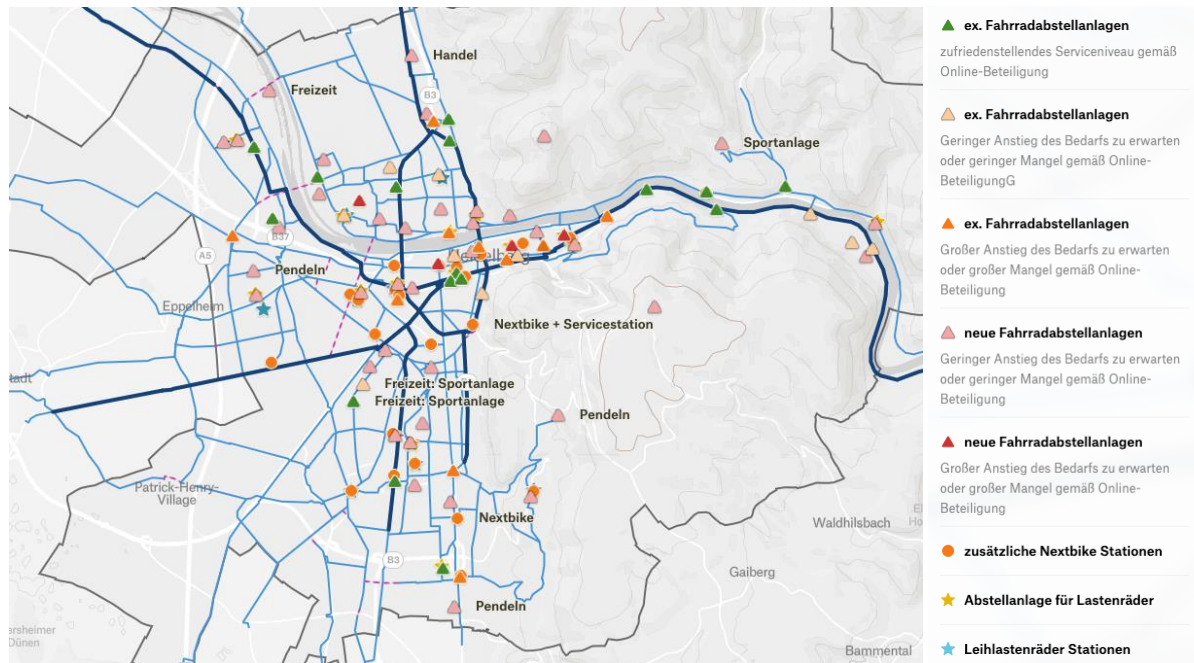 Handel
Freizeit
B3
Sportanlage
B37
A5
Pendeln
Eppelheim
Nextbike + Servicestation
Freizeit: Sportanlage
Freizeit: Sportanlage
Pendeln
Patrick-Henry-
Village
Nextbike
Waldhilsbach
B3
Gaiberg
Pendeln
Bammental
ex. Fahrradabstellanlagen
zufriedenstellendes Serviceniveau gemäß
Online-Beteiligung
ex. Fahrradabstellanlagen
Geringer Anstieg des Bedarfs zu erwarten
oder geringer Mangel gemäß Online-
BeteiligungG
ex. Fahrradabstellanlagen
Großer Anstieg des Bedarfs zu erwarten
oder großer Mangel gemäß Online-
Beteiligung
neue Fahrradabstellanlagen
Geringer Anstieg des Bedarfs zu erwarten
oder geringer Mangel gemäß Online-
Beteiligung
neue Fahrradabstellanlagen
Großer Anstieg des Bedarfs zu erwarten
oder großer Mangel gemäß Online-
Beteiligung
zusätzliche Nextbike Stationen
Abstellanlage für Lastenräder
Leihlastenräder Stationen